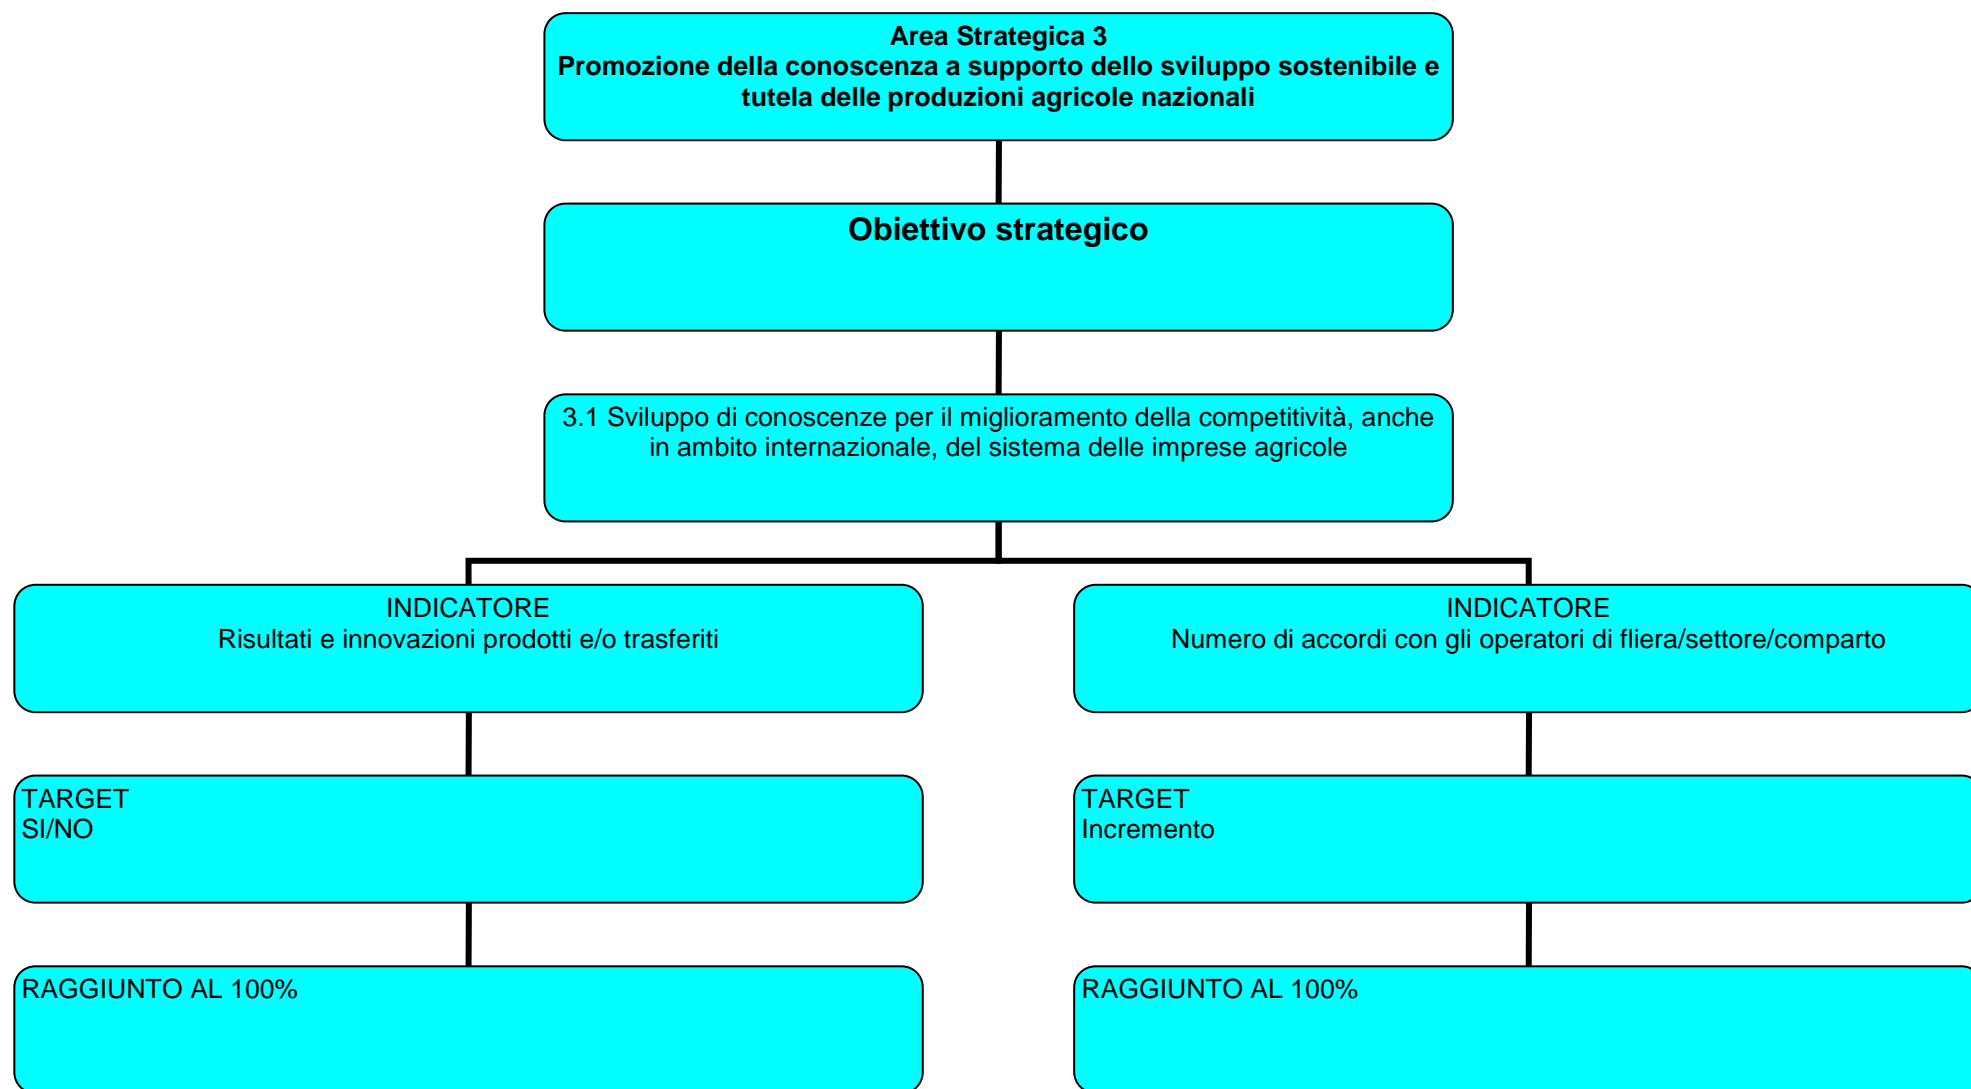 Area Strategica 3
Promozione della conoscenza a supporto dello sviluppo sostenibile e
tutela delle produzioni agricole nazionali
Obiettivo strategico
3.1 Sviluppo di conoscenze per il miglioramento della competitività, anche
in ambito internazionale, del sistema delle imprese agricole
INDICATORE
Risultati e innovazioni prodotti e/o trasferiti
TARGET
SI/NO
RAGGIUNTO AL 100%
INDICATORE
Numero di accordi con gli operatori di fliera/settore/comparto
TARGET
Incremento
RAGGIUNTO AL 100%